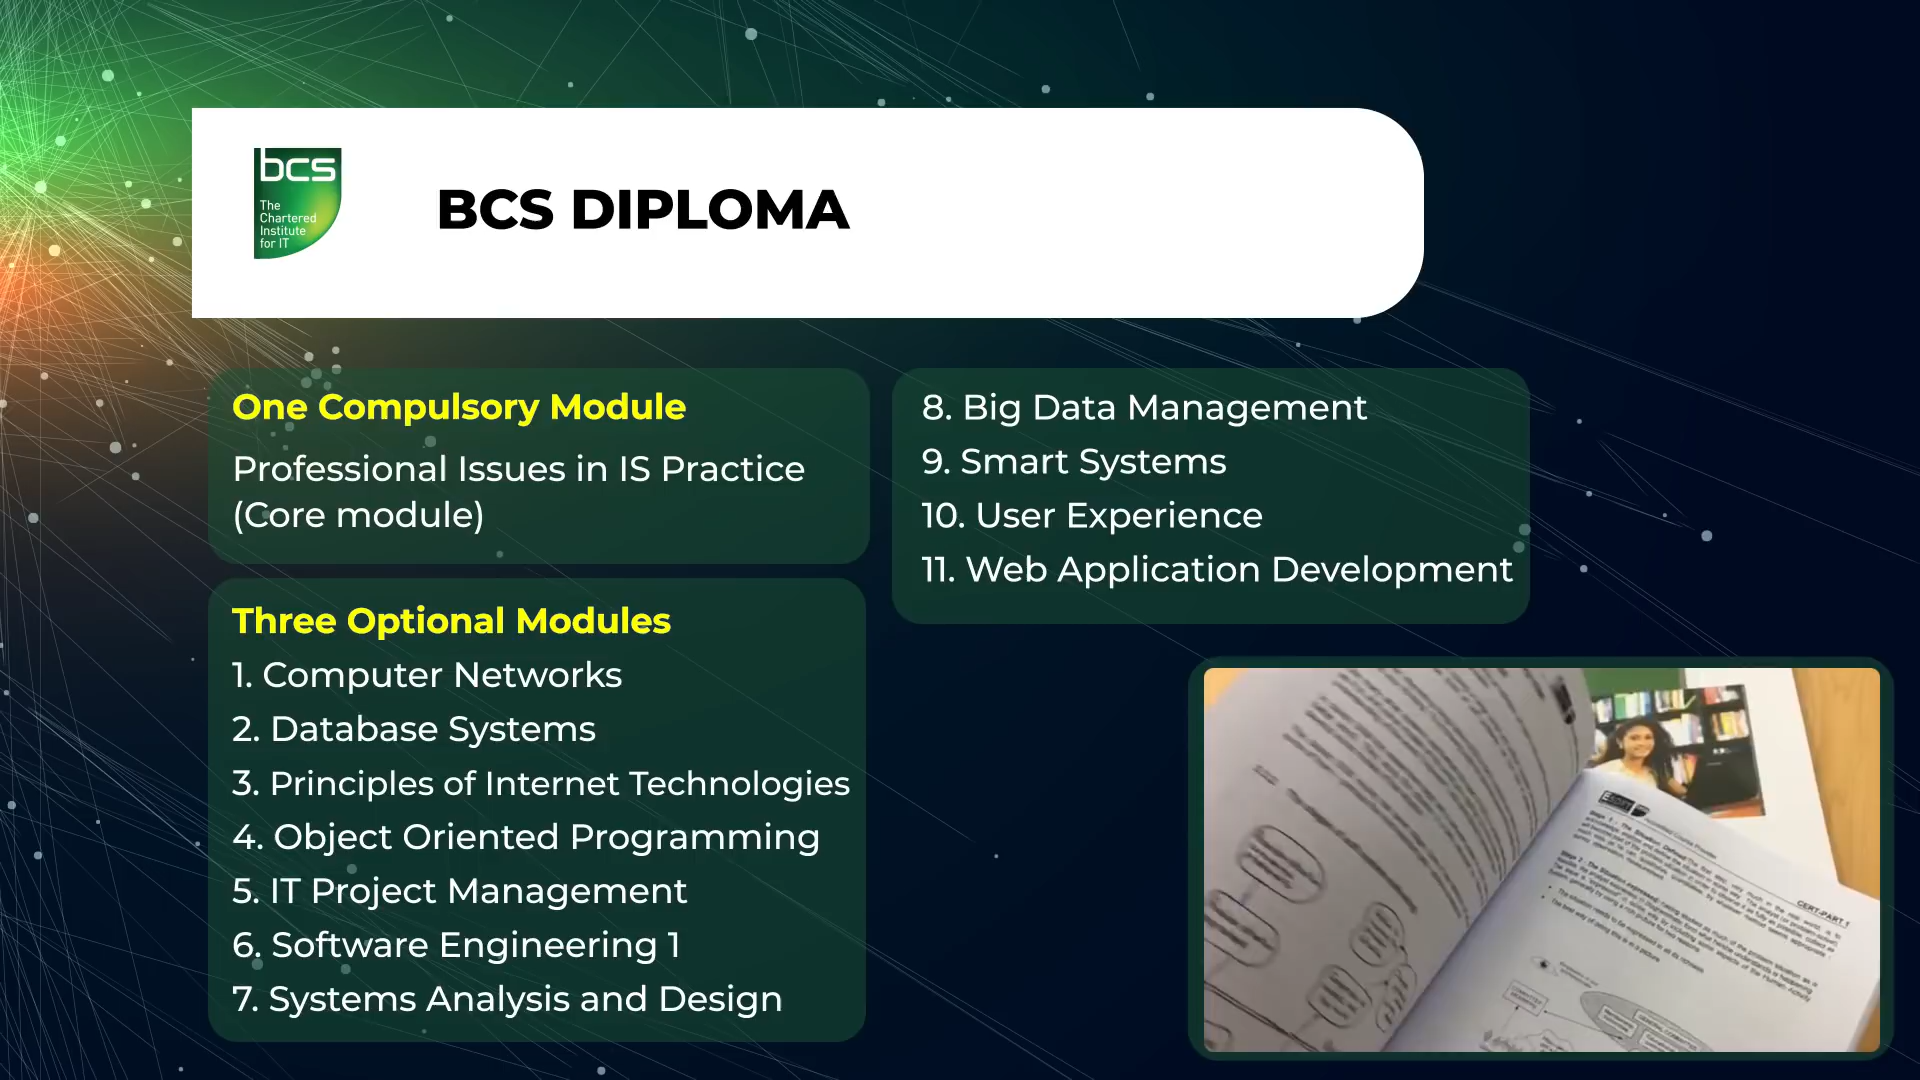 bcs
The
Chartered
Institute
for IT
BCS DIPLOMA
One Compulsory Module
Professional Issues in IS Practice
(Core module)
Three Optional Modules
1. Computer Networks
2. Database Systems
3. Principles of Internet Technologies
4. Object Oriented Programming
5. IT Project Management
6. Software Engineering 1
7. Systems Analysis and Design
8. Big Data Management
9. Smart Systems
10. User Experience
11. Web Application Development
CERT-PART 1